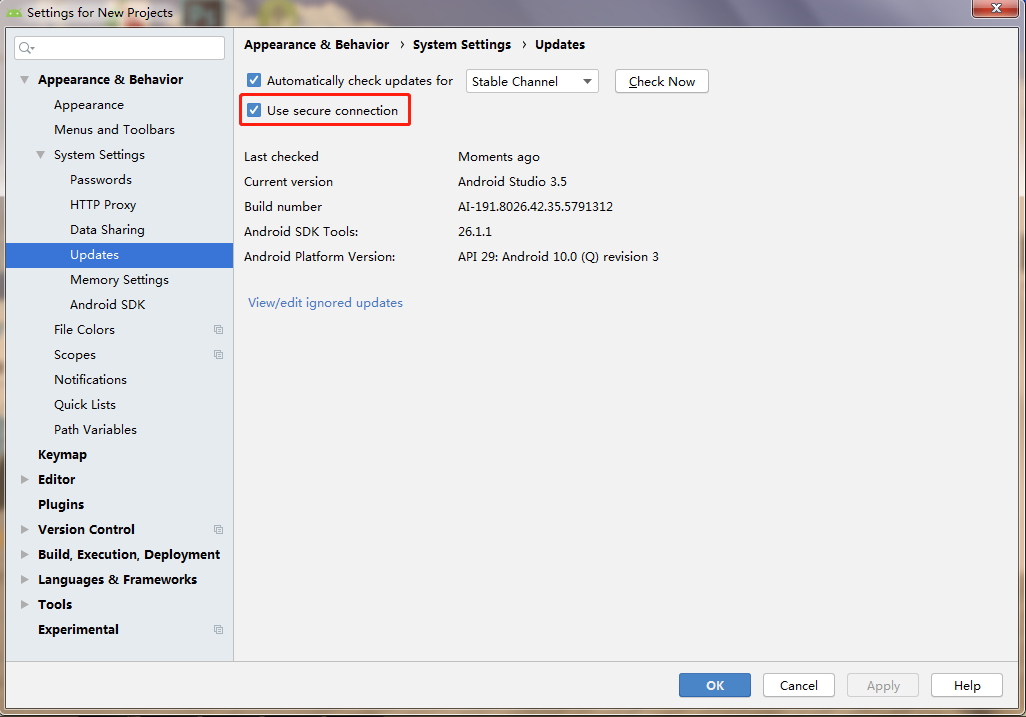 Settings for New Projects
Appearance & Behavior
Appearance
Menus and Toolbars
System Settings
Passwords
HTTP Proxy
Data Sharing
Updates
Memory Settings
Android SDK
File Colors
Scopes
Notifications
Quick Lists
Path Variables
Keymap
Editor
Plugins
Version Control
Build, Execution, Deployment
Languages & Frameworks
Tools
Experimental
Appearance & Behavior › System Settings › Updates
Automatically check updates for Stable Channel Check Now
Use secure connection
Last checked Moments ago
Current version Android Studio 3.5
Build number AI-191.8026.42.35.5791312
Android SDK Tools: 26.1.1
Android Platform Version: API 29: Android 10.0 (Q) revision 3
View/edit ignored updates
OK Cancel Apply Help